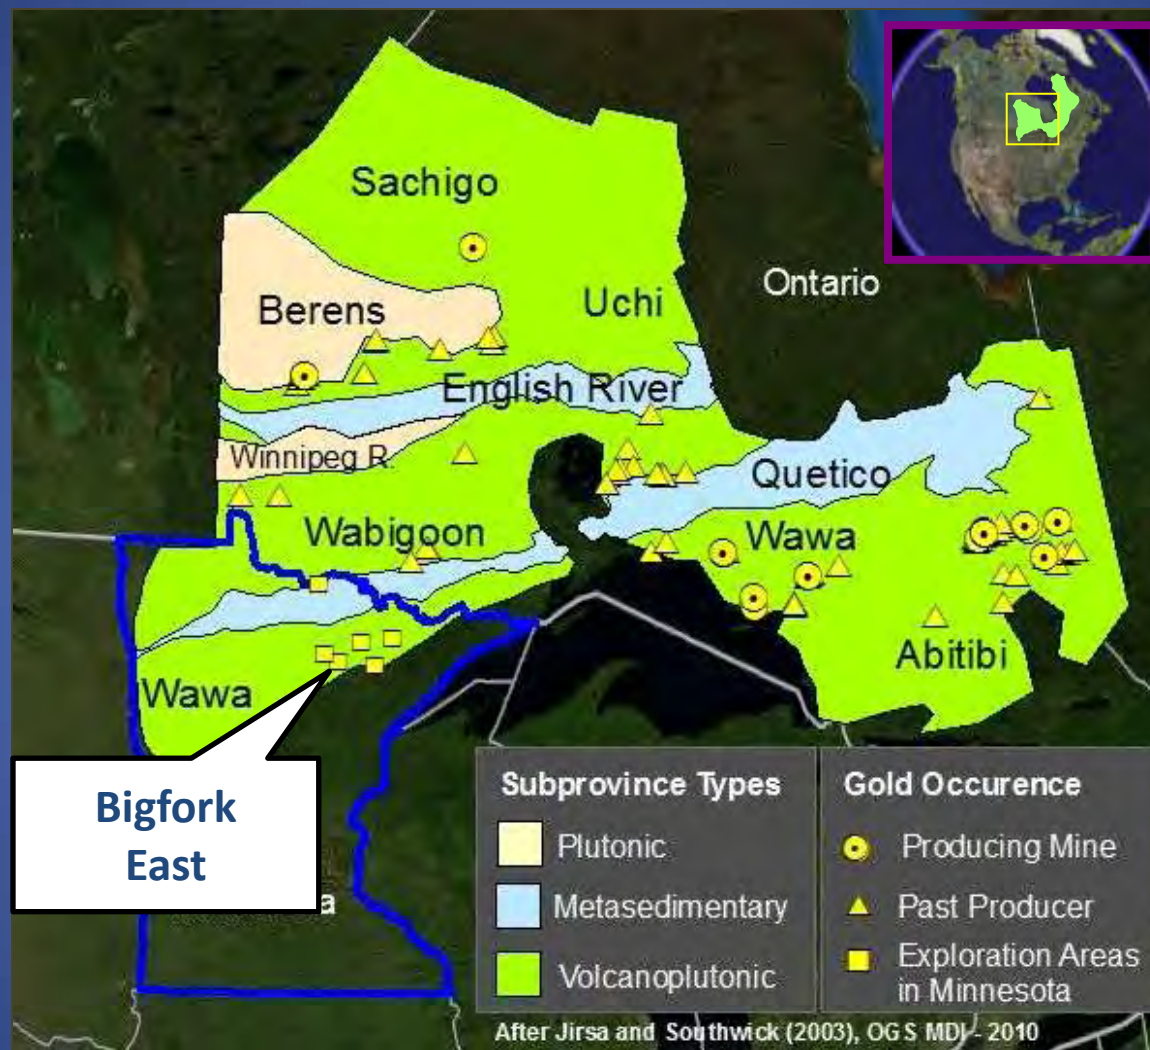 Sachigo
Ontario
Berens
Uchi
English River
Winnipeg R.
Quetico
Wabigoon
Wawa
Abitibi
Wawa
Bigfork
East
a
Subprovince Types
Plutonic
Metasedimentary
Volcanoplutonic
Gold Occurence
Producing Mine
Past Producer
Exploration Areas
in Minnesota
After Jirsa and Southwick (2003), OGS MDI - 2010